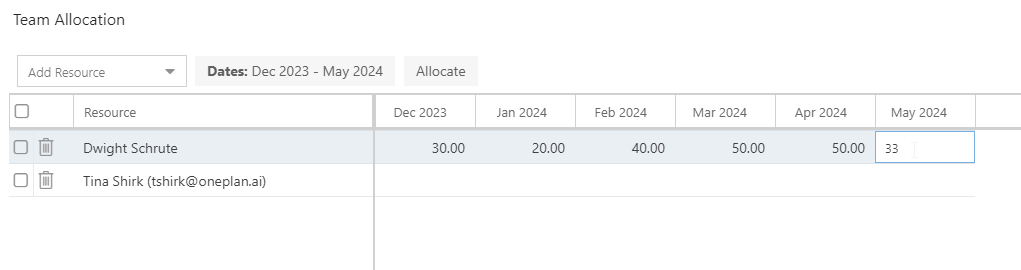 Team Allocation
Add Resource Dates: Dec 2023 - May 2024 Allocate
Resource Dec 2023 Jan 2024 Feb 2024 Mar 2024 Apr 2024 May 2024
Dwight Schrute 30.00 20.00 40.00 50.00 50.00 33
Tina Shirk (tshirk@oneplan.ai)